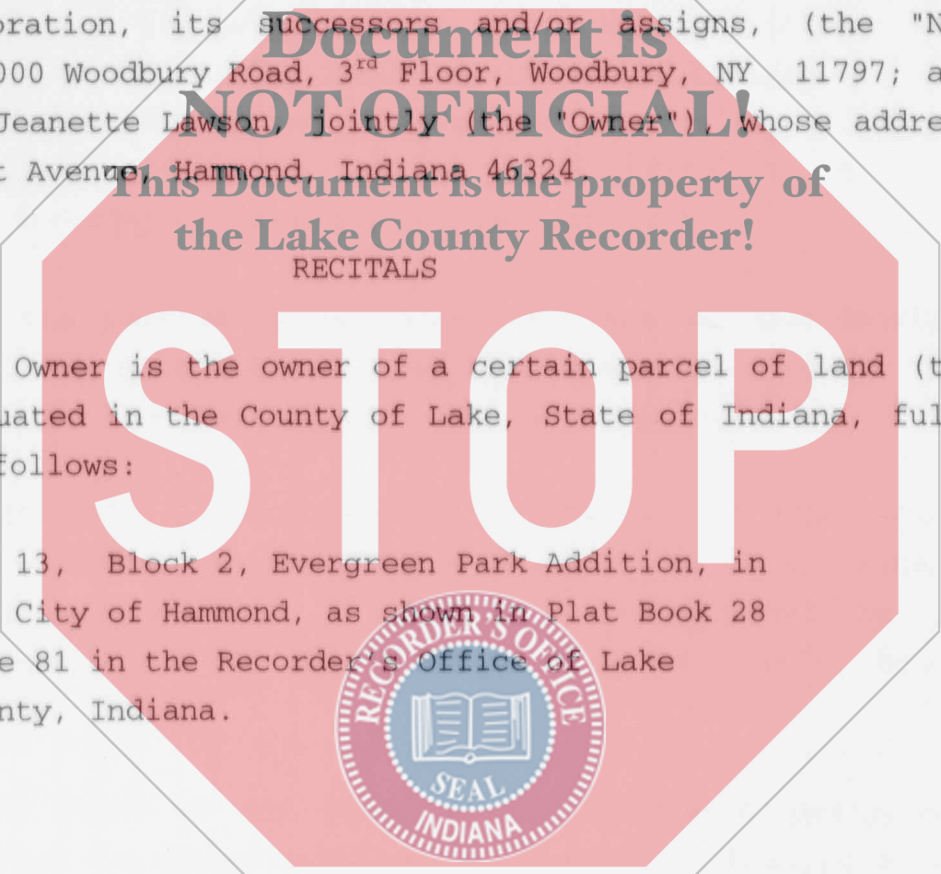 oration, its successors and/or assigns, (the "N
Document is
000 Woodbury Road, 3rd Floor, Woodbury, NY 11797; a
NOT OFFICIAL!
Jeanette Lawson, jointly (the "Owner"), whose addre
t Avenue, Hammond, Indiana 46324.
This Document is the property of
the Lake County Recorder!
RECITALS
STOP
Owner is the owner of a certain parcel of land (t
uated in the County of Lake, State of Indiana, ful
follows:
13, Block 2, Evergreen Park Addition, in
City of Hammond, as shown in Plat Book 28
e 81 in the Recorder's Office of Lake
nty, Indiana.
RECORDER'S OFFICE
SEAL
INDIANA